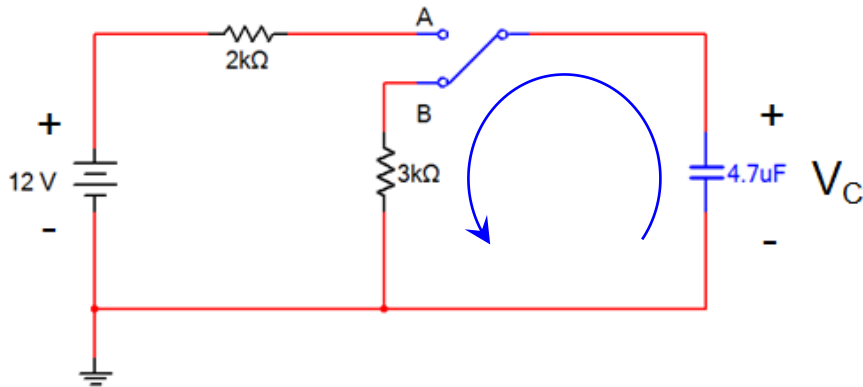 A
2kΩ
B
+
12 V
-
3kΩ
+
4.7uF
VC
-